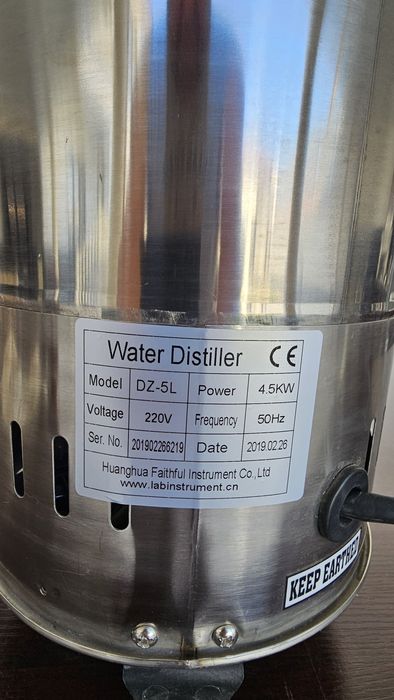 Water Distiller CE
Model DZ-5L Power 4.5KW
Voltage 220V Frequency 50Hz
Ser. No. 201902266219 Date 2019.02.26
Huanghua Faithful Instrument Co.,Ltd
www.labinstrument.cn
KEEP EARTHED